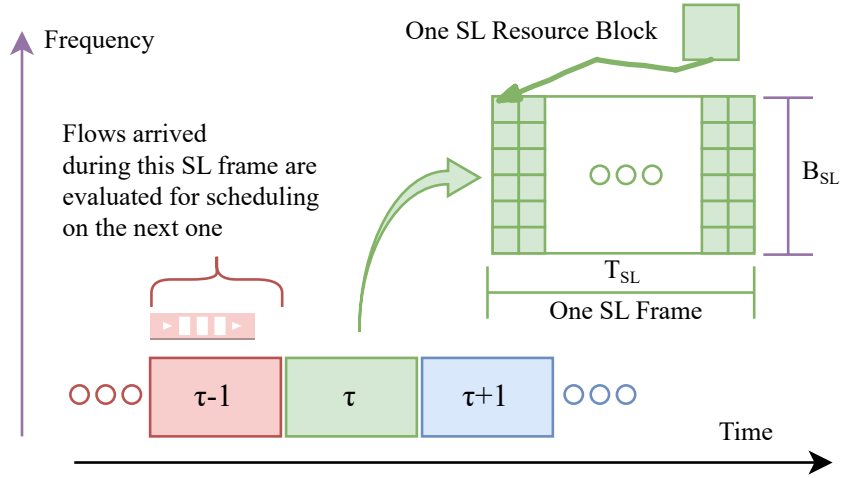 Frequency
One SL Resource Block
Flows arrived
during this SL frame are
evaluated for scheduling
on the next one
B_SL
T_SL
One SL Frame
τ-1
τ
τ+1
Time